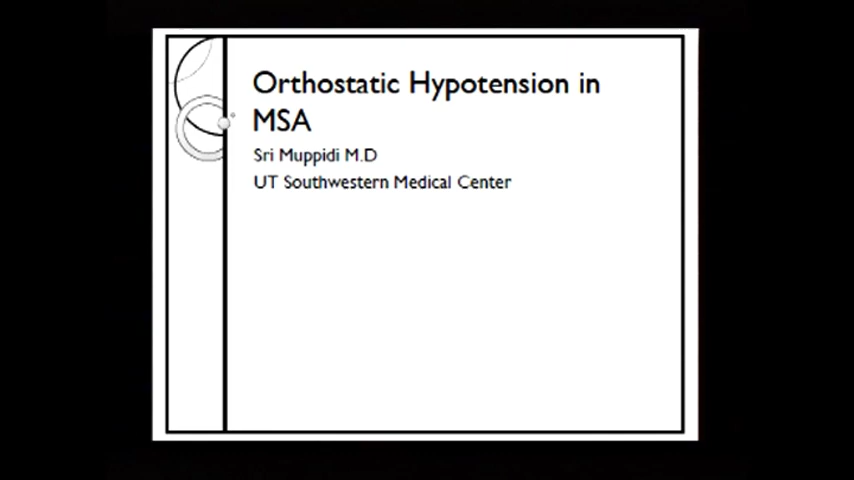 Orthostatic Hypotension in
MSA
Sri Muppidi M.D
UT Southwestern Medical Center